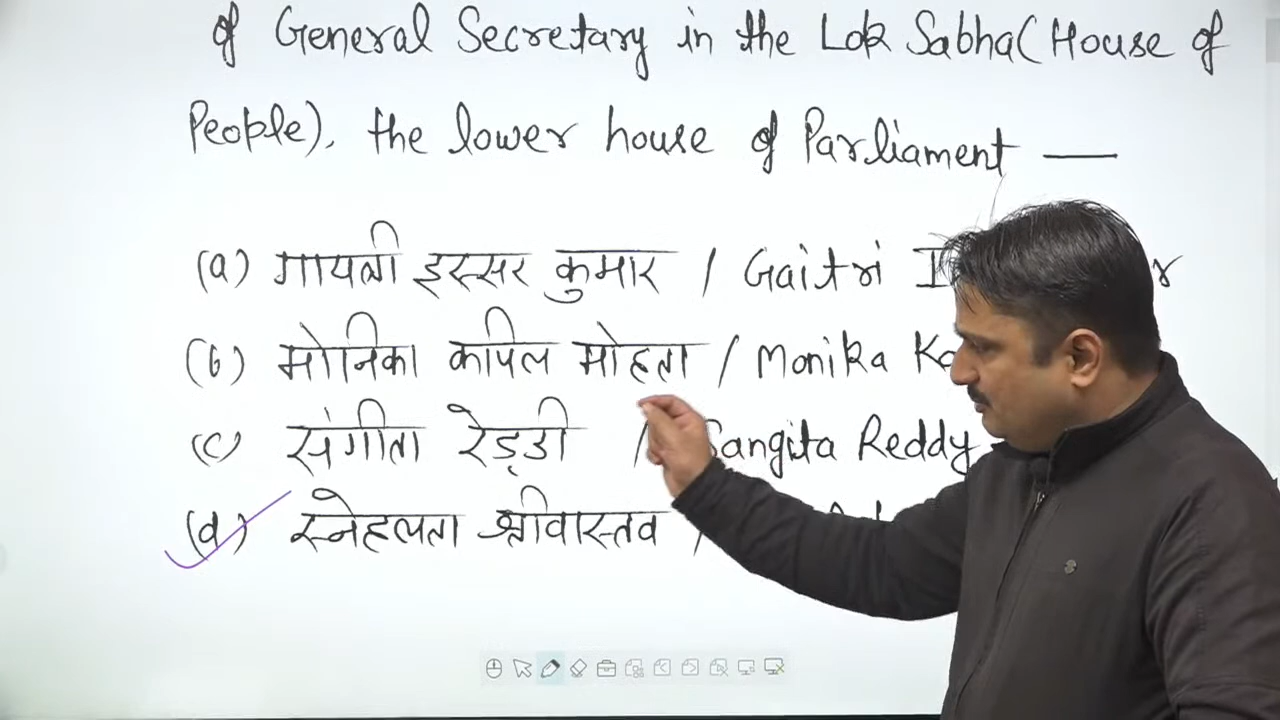 of General Secretary in the Lok Sabha (House of
People), the lower house of Parliament —
(a) गायत्री इस्सर कुमार / Gaitri
(b) मोनिका कपिल मोहता / Monika
(c) संगीता रेड्डी / Sangita Reddy
(d) स्नेहलता श्रीवास्तव /